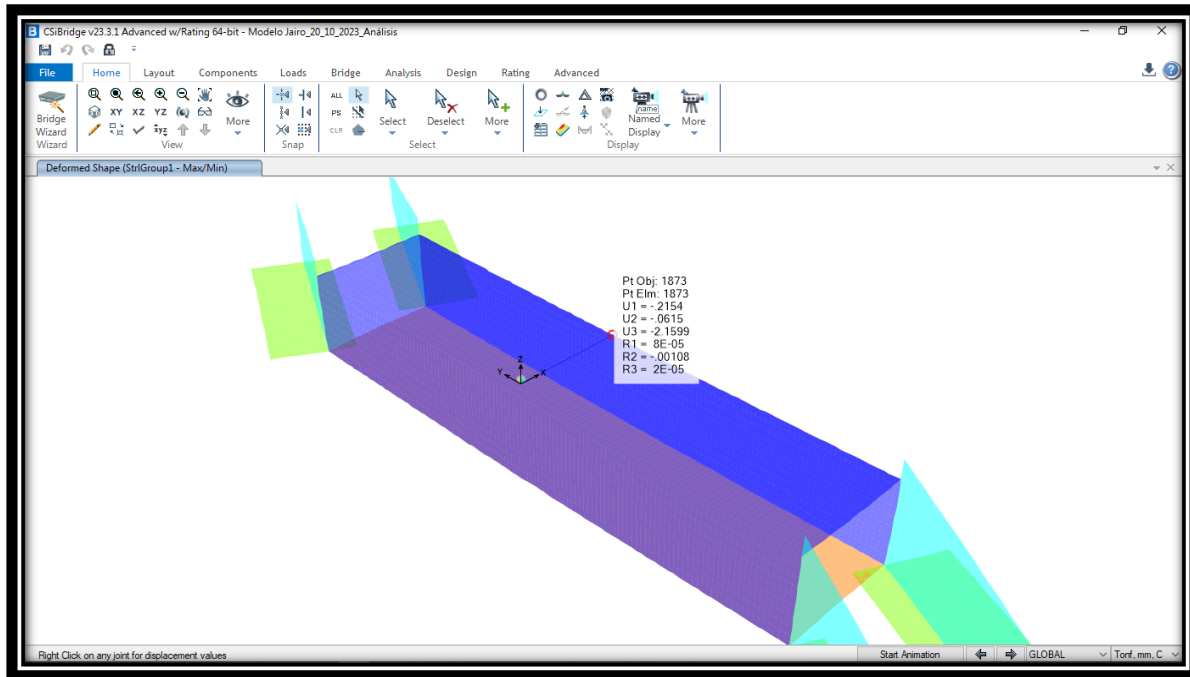 B CSiBridge v23.3.1 Advanced w/Rating 64-bit - Modelo Jairo_20_10_2023_Análisis
File Home Layout Components Loads Bridge Analysis Design Rating Advanced
Bridge
Wizard
Wizard
XY XZ YZ
xyz
More
View
Snap
ALL
PS
CLR
Select
Deselect
More
Select
name
Named
Display
More
Display
Deformed Shape (StrlGroup1 - Max/Min)
Pt Obj: 1873
Pt Elm: 1873
U1 = -.2154
U2 = -.0615
U3 = -2.1599
R1 = 8E-05
R2 = -.00108
R3 = 2E-05
Z
Y X
Right Click on any joint for displacement values Start Animation GLOBAL Tonf, mm, C